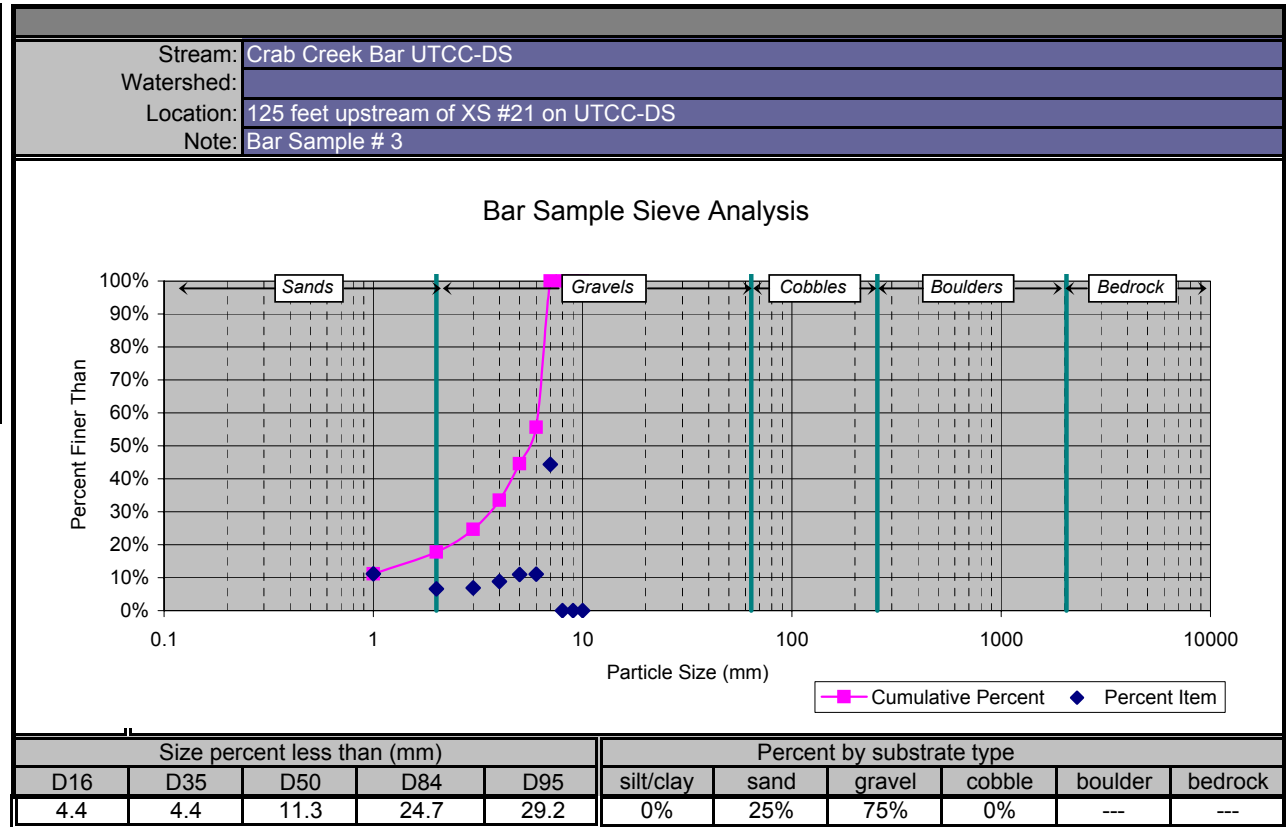 Stream: Crab Creek Bar UTCC-DS
Watershed:
Location: 125 feet upstream of XS #21 on UTCC-DS
Note: Bar Sample # 3
Bar Sample Sieve Analysis
Sands Gravels Cobbles Boulders Bedrock
100%
90%
80%
70%
60%
50%
40%
30%
20%
10%
0%
Percent Finer Than
0.1 1 10 100 1000 10000
Particle Size (mm)
Cumulative Percent Percent Item
Size percent less than (mm) Percent by substrate type
D16 D35 D50 D84 D95 silt/clay sand gravel cobble boulder bedrock
4.4 4.4 11.3 24.7 29.2 0% 25% 75% 0% --- ---